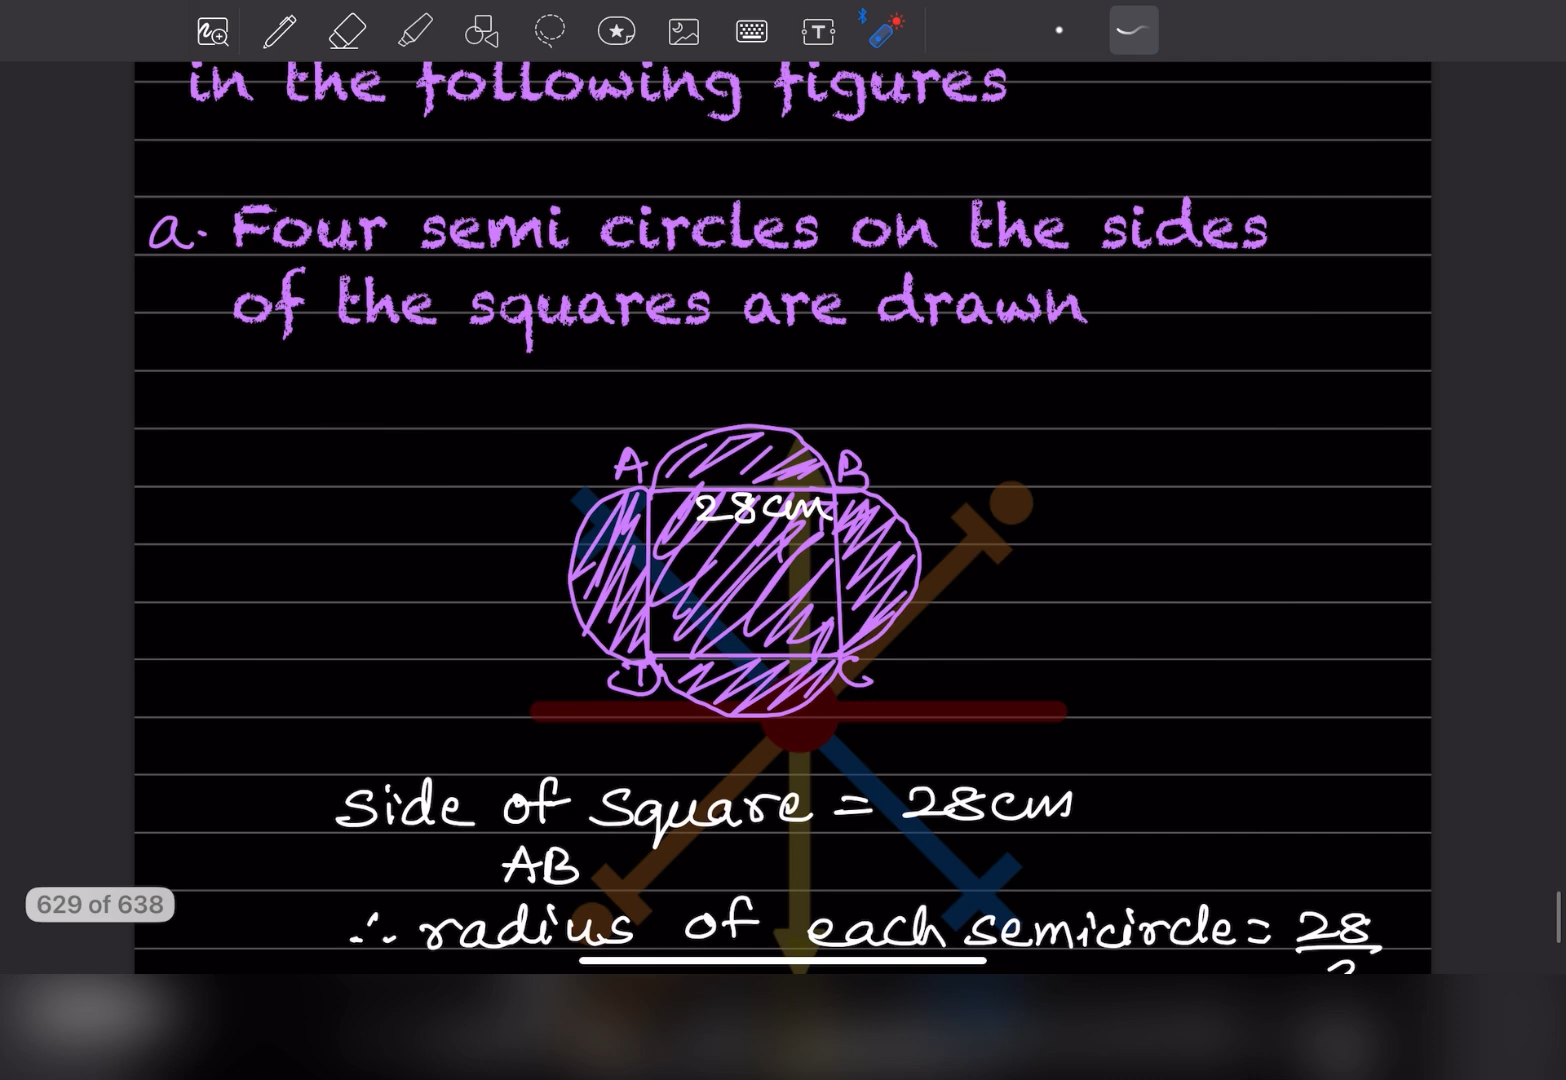 in the following figures
a. Four semi circles on the sides
of the squares are drawn
A B
28cm
D C
Side of Square = 28cm
AB
∴ radius of each semicircle = 28
2
629 of 638